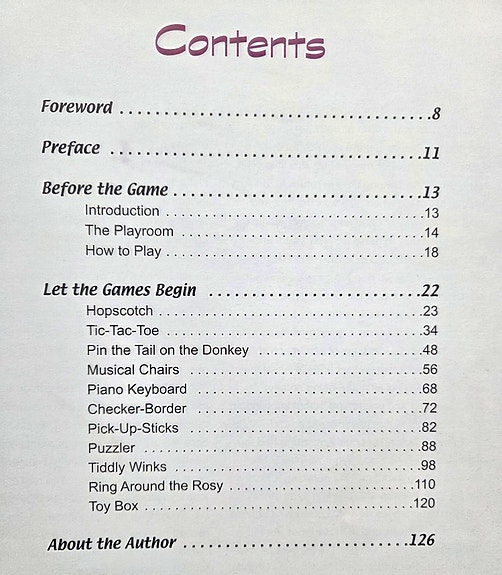 Contents
Foreword . . . . . . . . . . . . . . . . . . . . . . . . . . . . . . . . .8
Preface . . . . . . . . . . . . . . . . . . . . . . . . . . . . . . . . .11
Before the Game . . . . . . . . . . . . . . . . . . . . . . . . . .13
Introduction . . . . . . . . . . . . . . . . . . . . . . . . . . . . . .13
The Playroom . . . . . . . . . . . . . . . . . . . . . . . . . . . .14
How to Play . . . . . . . . . . . . . . . . . . . . . . . . . . . . . .18
Let the Games Begin . . . . . . . . . . . . . . . . . . . . . . .22
Hopscotch . . . . . . . . . . . . . . . . . . . . . . . . . . . . . . .23
Tic-Tac-Toe . . . . . . . . . . . . . . . . . . . . . . . . . . . . . .34
Pin the Tail on the Donkey . . . . . . . . . . . . . . . . . . .48
Musical Chairs . . . . . . . . . . . . . . . . . . . . . . . . . . .56
Piano Keyboard . . . . . . . . . . . . . . . . . . . . . . . . . .68
Checker-Border . . . . . . . . . . . . . . . . . . . . . . . . . .72
Pick-Up-Sticks . . . . . . . . . . . . . . . . . . . . . . . . . . .82
Puzzler . . . . . . . . . . . . . . . . . . . . . . . . . . . . . . . .88
Tiddly Winks . . . . . . . . . . . . . . . . . . . . . . . . . . . .98
Ring Around the Rosy . . . . . . . . . . . . . . . . . . . . . .110
Toy Box . . . . . . . . . . . . . . . . . . . . . . . . . . . . . . .120
About the Author . . . . . . . . . . . . . . . . . . . . . . . . .126